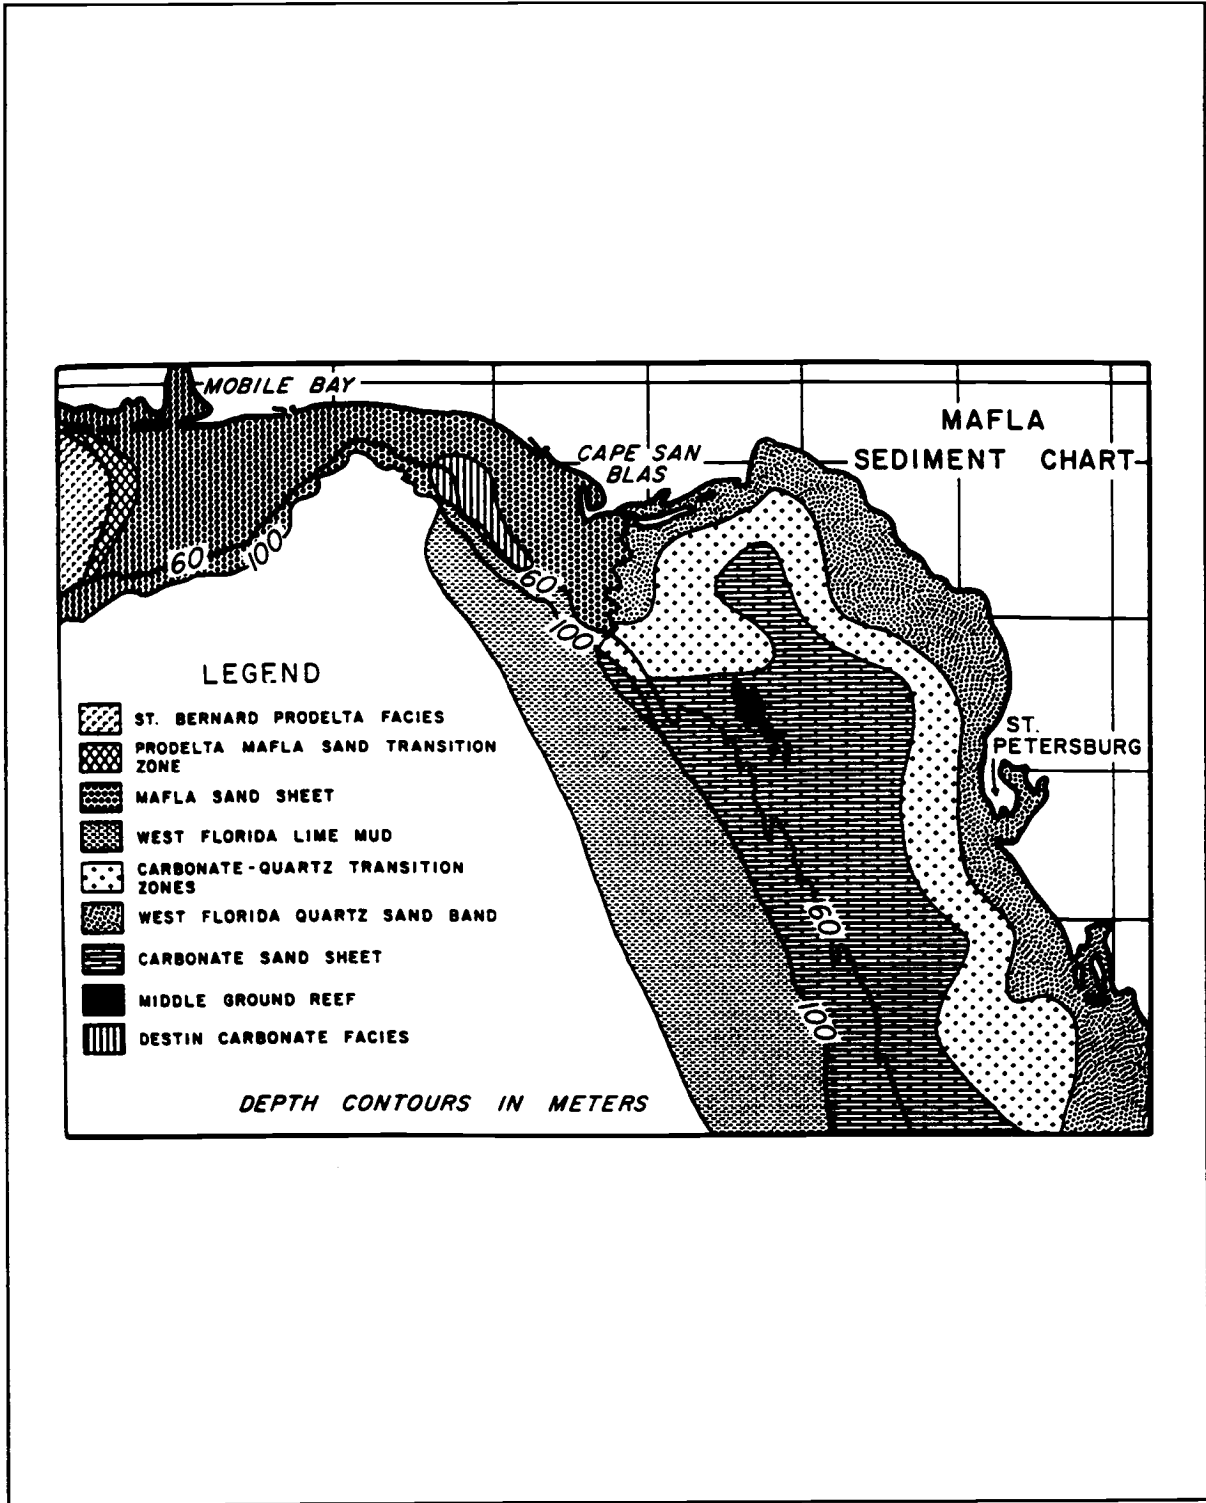 MOBILE BAY
MAFLA
SEDIMENT CHART
CAPE SAN
BLAS
60
100
60
100
ST.
PETERSBURG
60
100
LEGEND
ST. BERNARD PRODELTA FACIES
PRODELTA MAFLA SAND TRANSITION
ZONE
MAFLA SAND SHEET
WEST FLORIDA LIME MUD
CARBONATE-QUARTZ TRANSITION
ZONES
WEST FLORIDA QUARTZ SAND BAND
CARBONATE SAND SHEET
MIDDLE GROUND REEF
DESTIN CARBONATE FACIES
DEPTH CONTOURS IN METERS